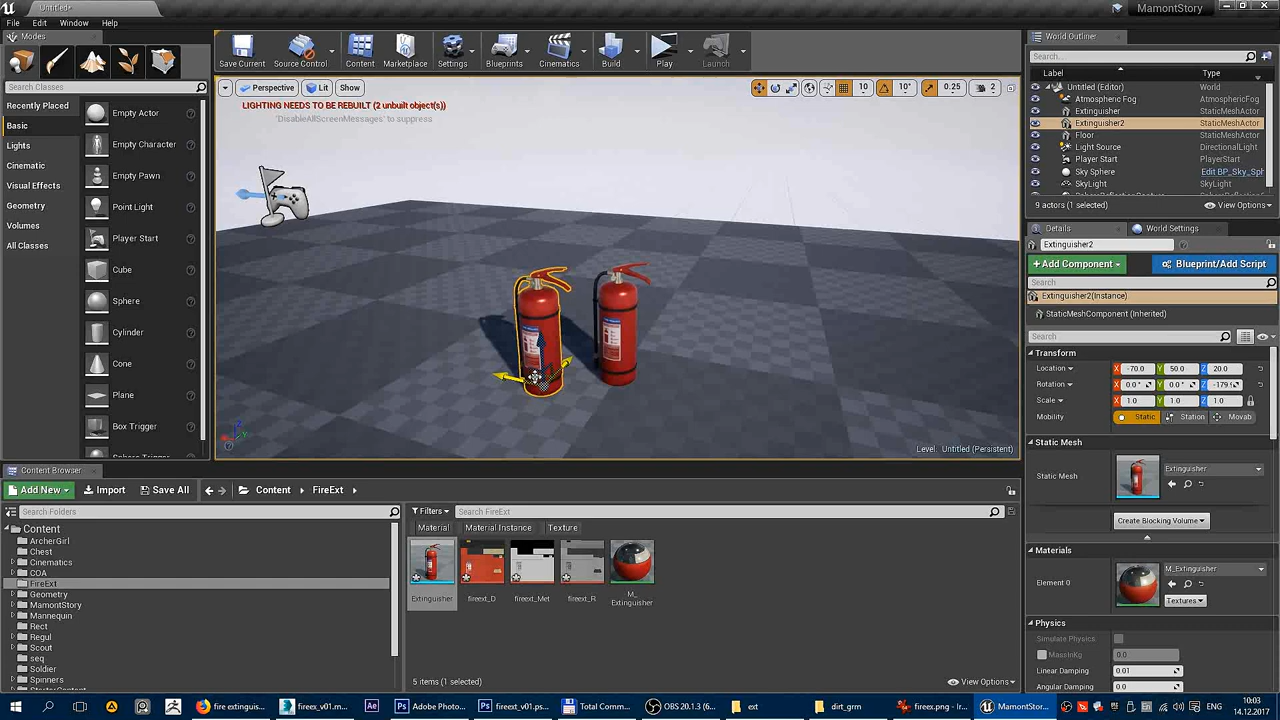 Untitled*
MamontStory
File Edit Window Help
Modes
Search Classes
Recently Placed
Basic
Lights
Cinematic
Visual Effects
Geometry
Volumes
All Classes
Empty Actor
Empty Character
Empty Pawn
Point Light
Player Start
Cube
Sphere
Cylinder
Cone
Plane
Box Trigger
Sphere Trigger
Save Current Source Control Content Marketplace Settings Blueprints Cinematics Build Play Launch
Perspective Lit Show
10 10° 0.25 2
LIGHTING NEEDS TO BE REBUILT (2 unbuilt object(s))
'DisableAllScreenMessages' to suppress
Level: Untitled (Persistent)
World Outliner
Search...
Label Type
Untitled (Editor) World
Atmospheric Fog AtmosphericFog
Extinguisher StaticMeshActor
Extinguisher2 StaticMeshActor
Floor StaticMeshActor
Light Source DirectionalLight
Player Start PlayerStart
Sky Sphere Edit BP_Sky_Sph
SkyLight SkyLight
9 actors (1 selected) View Options
Details World Settings
Extinguisher2
+Add Component Blueprint/Add Script
Search
Extinguisher2(Instance)
StaticMeshComponent (Inherited)
Search
Transform
Location X -70.0 Y 50.0 Z 20.0
Rotation X 0.0° Y 0.0° Z -179.
Scale X 1.0 Y 1.0 Z 1.0
Mobility Static Station Movab
Static Mesh
Static Mesh Extinguisher
Create Blocking Volume
Materials
Element 0 M_Extinguisher
Textures
Physics
Simulate Physics
MassInKg 0.0
Linear Damping 0.01
Angular Damping 0.0
Content Browser
Add New Import Save All Content FireExt
Search Folders
Content
ArcherGirl
Chest
Cinematics
COA
FireExt
Geometry
MamontStory
Mannequin
Rect
Regul
Scout
seq
Soldier
Spinners
StarterContent
Filters Search FireExt
Material Material Instance Texture
Extinguisher fireext_D fireext_Met fireext_R M_Extinguisher
5 items (1 selected) View Options
fire extinguis... fireex_v01.m... Adobe Photo... fireext_v01.ps... Total Comm... OBS 20.1.3 (6... ext dirt_grm fireex.png - Ir... MamontStory
ENG
10:03
14.12.2017